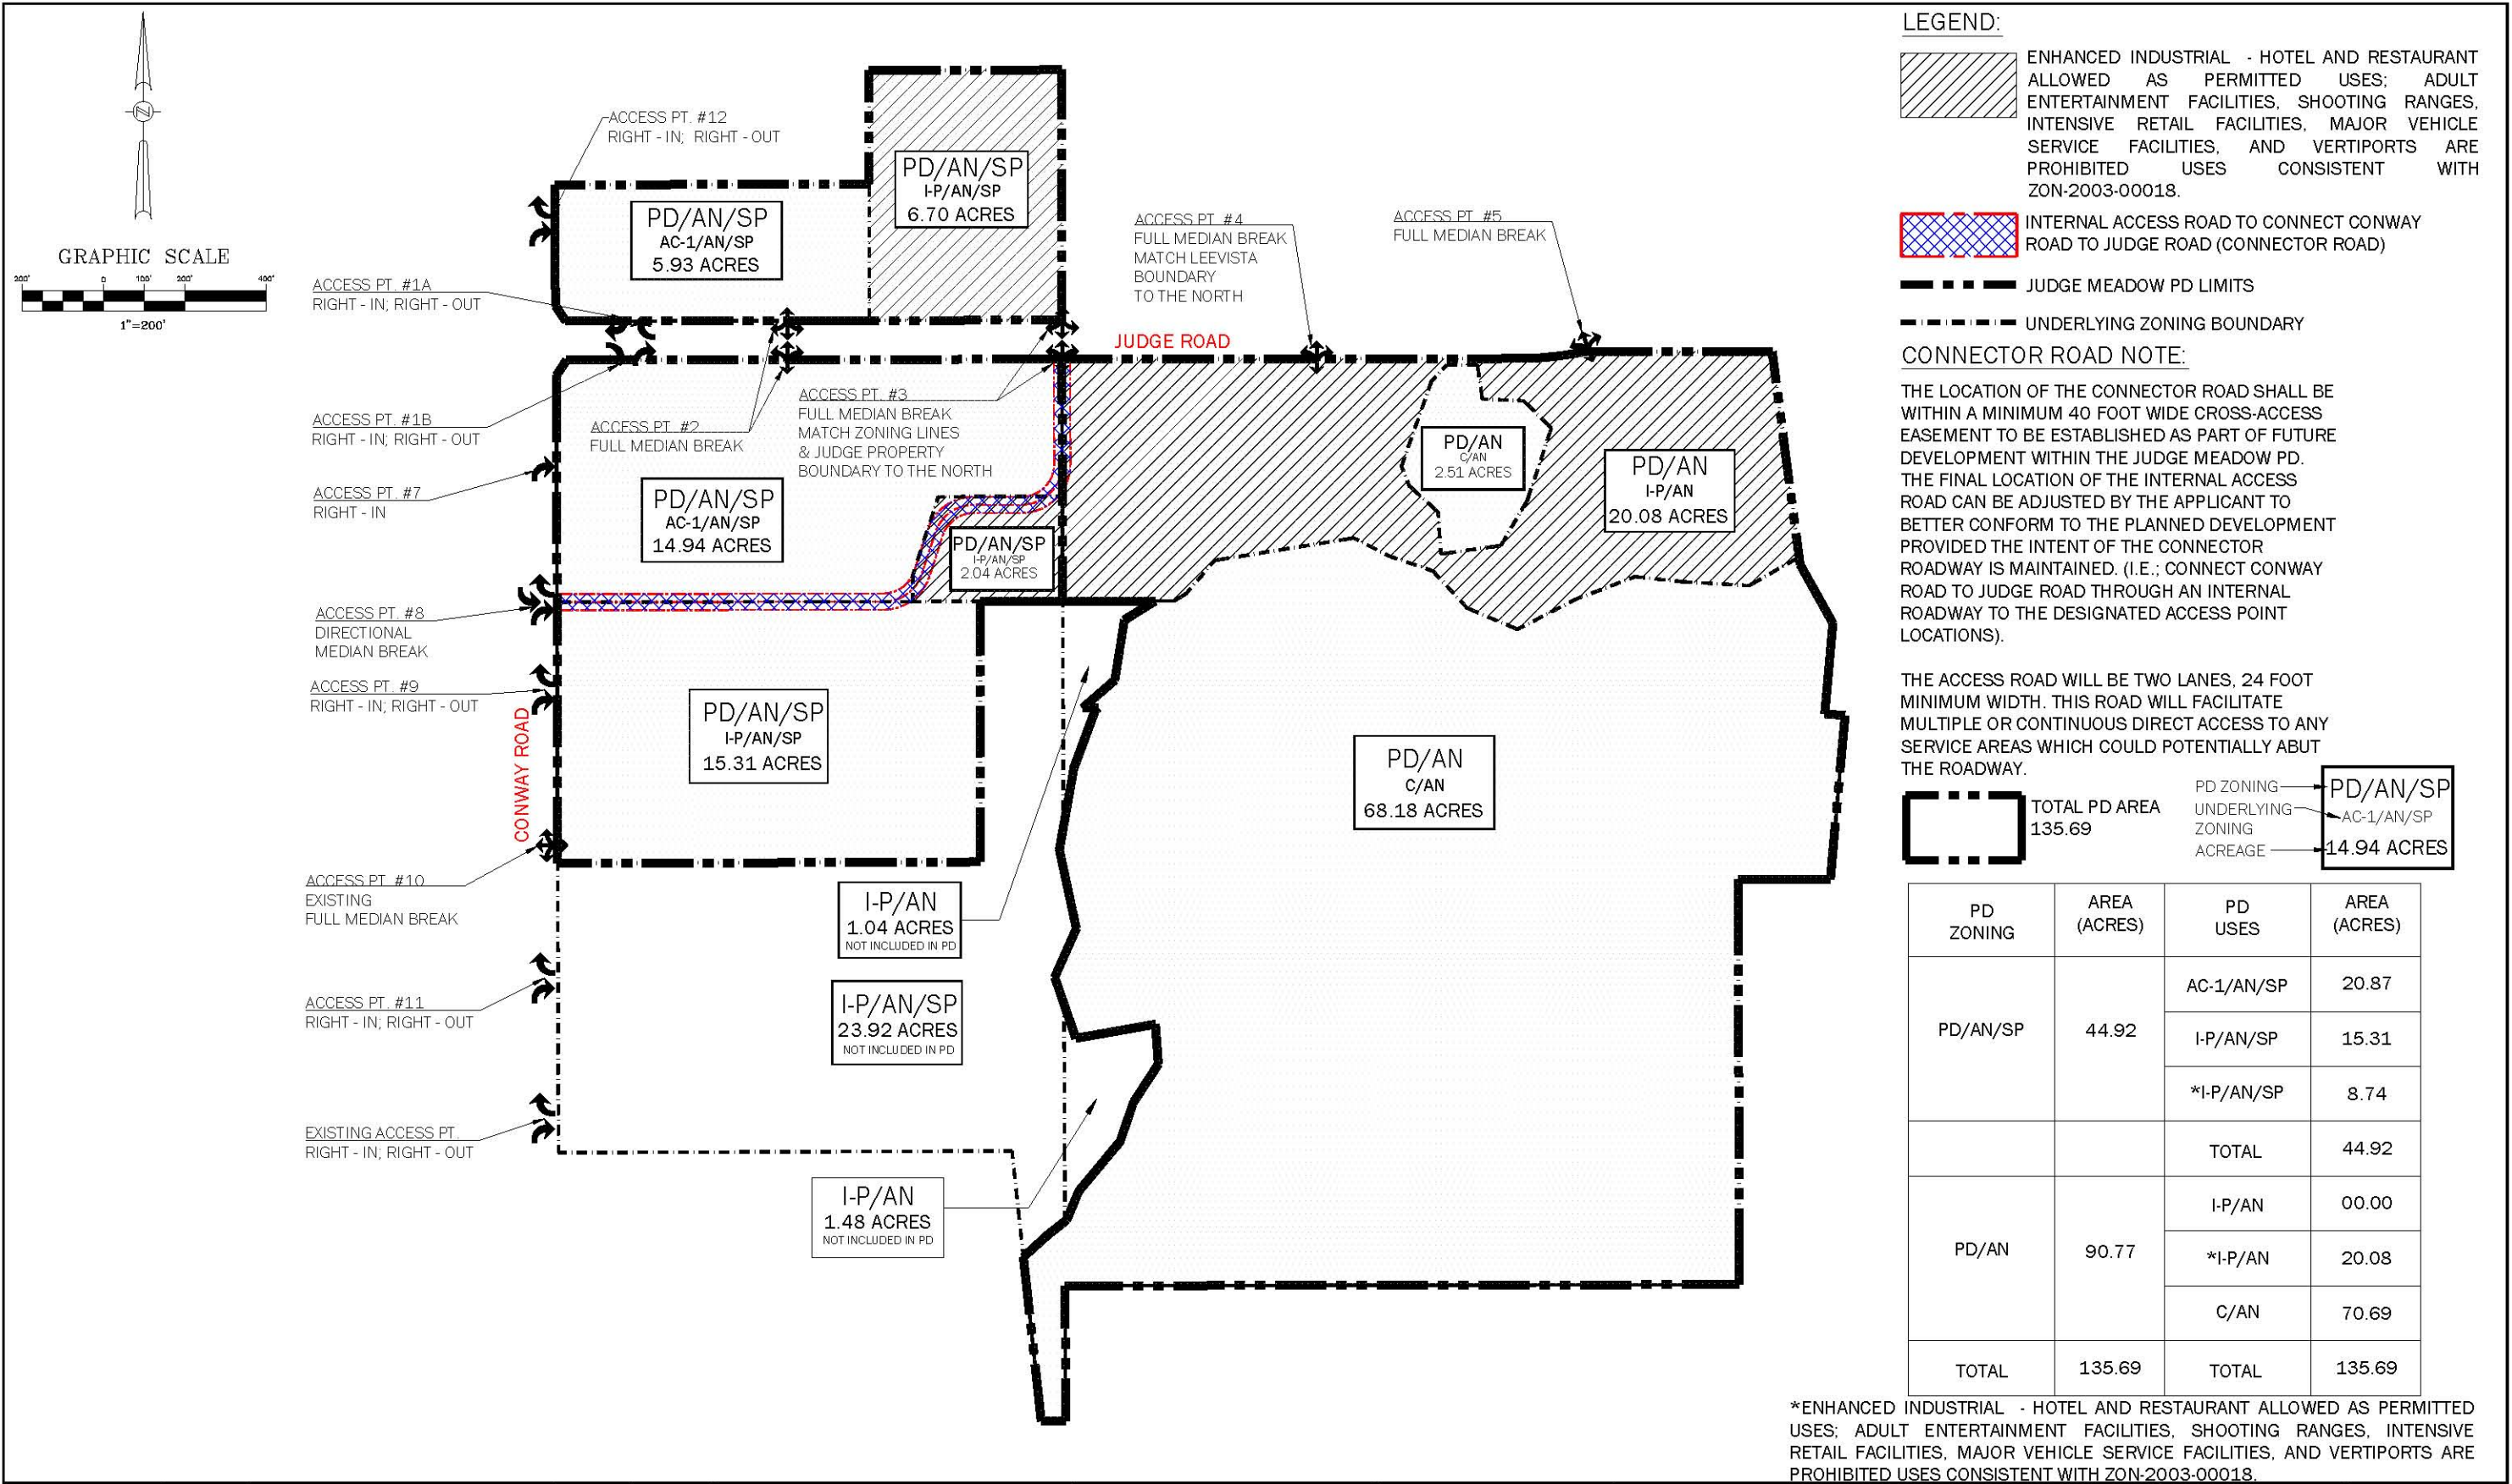 GRAPHIC SCALE
200'
0
100'
200'
400'
1"=200'
ACCESS PT. #12
RIGHT - IN; RIGHT - OUT
PD/AN/SP
I-P/AN/SP
6.70 ACRES
PD/AN/SP
AC-1/AN/SP
5.93 ACRES
ACCESS PT. #1A
RIGHT - IN; RIGHT - OUT
ACCESS PT. #4
FULL MEDIAN BREAK
MATCH LEEVISTA
BOUNDARY
TO THE NORTH
ACCESS PT. #5
FULL MEDIAN BREAK
JUDGE ROAD
ACCESS PT. #1B
RIGHT - IN; RIGHT - OUT
ACCESS PT. #2
FULL MEDIAN BREAK
ACCESS PT. #3
FULL MEDIAN BREAK
MATCH ZONING LINES
& JUDGE PROPERTY
BOUNDARY TO THE NORTH
ACCESS PT. #7
RIGHT - IN
PD/AN/SP
AC-1/AN/SP
14.94 ACRES
PD/AN/SP
I-P/AN/SP
2.04 ACRES
PD/AN
C/AN
2.51 ACRES
PD/AN
I-P/AN
20.08 ACRES
ACCESS PT. #8
DIRECTIONAL
MEDIAN BREAK
ACCESS PT. #9
RIGHT - IN; RIGHT - OUT
CONWAY ROAD
PD/AN/SP
I-P/AN/SP
15.31 ACRES
PD/AN
C/AN
68.18 ACRES
ACCESS PT. #10
EXISTING
FULL MEDIAN BREAK
I-P/AN
1.04 ACRES
NOT INCLUDED IN PD
ACCESS PT. #11
RIGHT - IN; RIGHT - OUT
I-P/AN/SP
23.92 ACRES
NOT INCLUDED IN PD
EXISTING ACCESS PT.
RIGHT - IN; RIGHT - OUT
I-P/AN
1.48 ACRES
NOT INCLUDED IN PD
LEGEND:
ENHANCED INDUSTRIAL - HOTEL AND RESTAURANT
ALLOWED AS PERMITTED USES; ADULT
ENTERTAINMENT FACILITIES, SHOOTING RANGES,
INTENSIVE RETAIL FACILITIES, MAJOR VEHICLE
SERVICE FACILITIES, AND VERTIPORTS ARE
PROHIBITED USES CONSISTENT WITH
ZON-2003-00018.
INTERNAL ACCESS ROAD TO CONNECT CONWAY
ROAD TO JUDGE ROAD (CONNECTOR ROAD)
JUDGE MEADOW PD LIMITS
UNDERLYING ZONING BOUNDARY
CONNECTOR ROAD NOTE:
THE LOCATION OF THE CONNECTOR ROAD SHALL BE
WITHIN A MINIMUM 40 FOOT WIDE CROSS-ACCESS
EASEMENT TO BE ESTABLISHED AS PART OF FUTURE
DEVELOPMENT WITHIN THE JUDGE MEADOW PD.
THE FINAL LOCATION OF THE INTERNAL ACCESS
ROAD CAN BE ADJUSTED BY THE APPLICANT TO
BETTER CONFORM TO THE PLANNED DEVELOPMENT
PROVIDED THE INTENT OF THE CONNECTOR
ROADWAY IS MAINTAINED. (I.E.; CONNECT CONWAY
ROAD TO JUDGE ROAD THROUGH AN INTERNAL
ROADWAY TO THE DESIGNATED ACCESS POINT
LOCATIONS).
THE ACCESS ROAD WILL BE TWO LANES, 24 FOOT
MINIMUM WIDTH. THIS ROAD WILL FACILITATE
MULTIPLE OR CONTINUOUS DIRECT ACCESS TO ANY
SERVICE AREAS WHICH COULD POTENTIALLY ABUT
THE ROADWAY.
TOTAL PD AREA
135.69
PD ZONING
UNDERLYING
ZONING
ACREAGE
PD/AN/SP
AC-1/AN/SP
14.94 ACRES
PD ZONING AREA (ACRES) PD USES AREA (ACRES)
PD/AN/SP 44.92 AC-1/AN/SP 20.87
I-P/AN/SP 15.31
*I-P/AN/SP 8.74
TOTAL 44.92
PD/AN 90.77 I-P/AN 00.00
*I-P/AN 20.08
C/AN 70.69
TOTAL 135.69 TOTAL 135.69
*ENHANCED INDUSTRIAL - HOTEL AND RESTAURANT ALLOWED AS PERMITTED
USES; ADULT ENTERTAINMENT FACILITIES, SHOOTING RANGES, INTENSIVE
RETAIL FACILITIES, MAJOR VEHICLE SERVICE FACILITIES, AND VERTIPORTS ARE
PROHIBITED USES CONSISTENT WITH ZON-2003-00018.